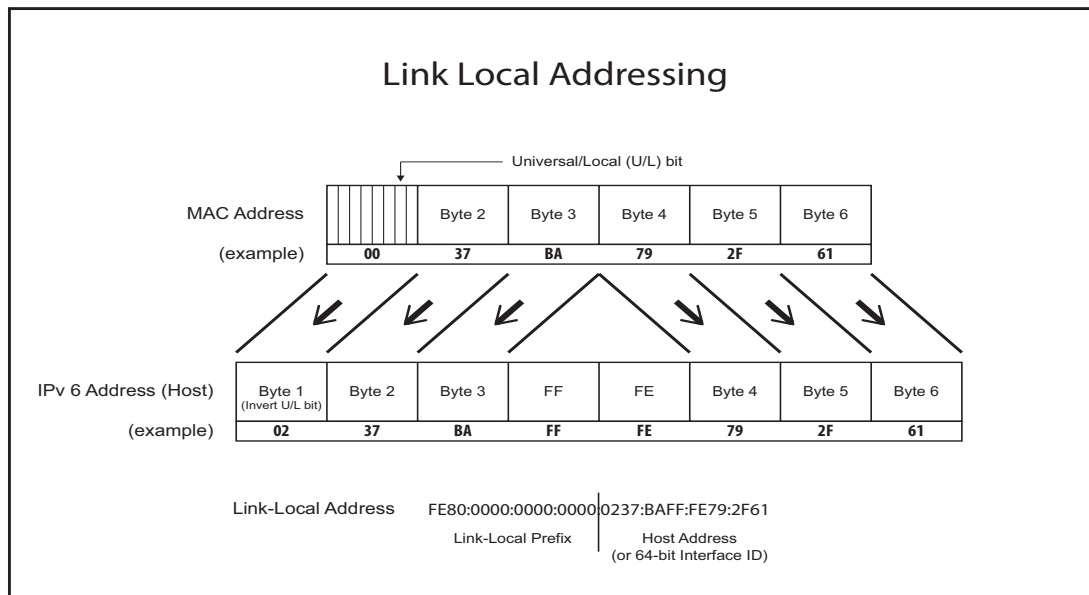 Link Local Addressing
Universal/Local (U/L) bit
MAC Address
Byte 2 Byte 3 Byte 4 Byte 5 Byte 6
(example)
00 37 BA 79 2F 61
IPv 6 Address (Host)
Byte 1 Byte 2 Byte 3 FF FE Byte 4 Byte 5 Byte 6
(Invert U/L bit)
(example)
02 37 BA FF FE 79 2F 61
Link-Local Address FE80:0000:0000:0000:0237:BAFF:FE79:2F61
Link-Local Prefix Host Address
(or 64-bit Interface ID)